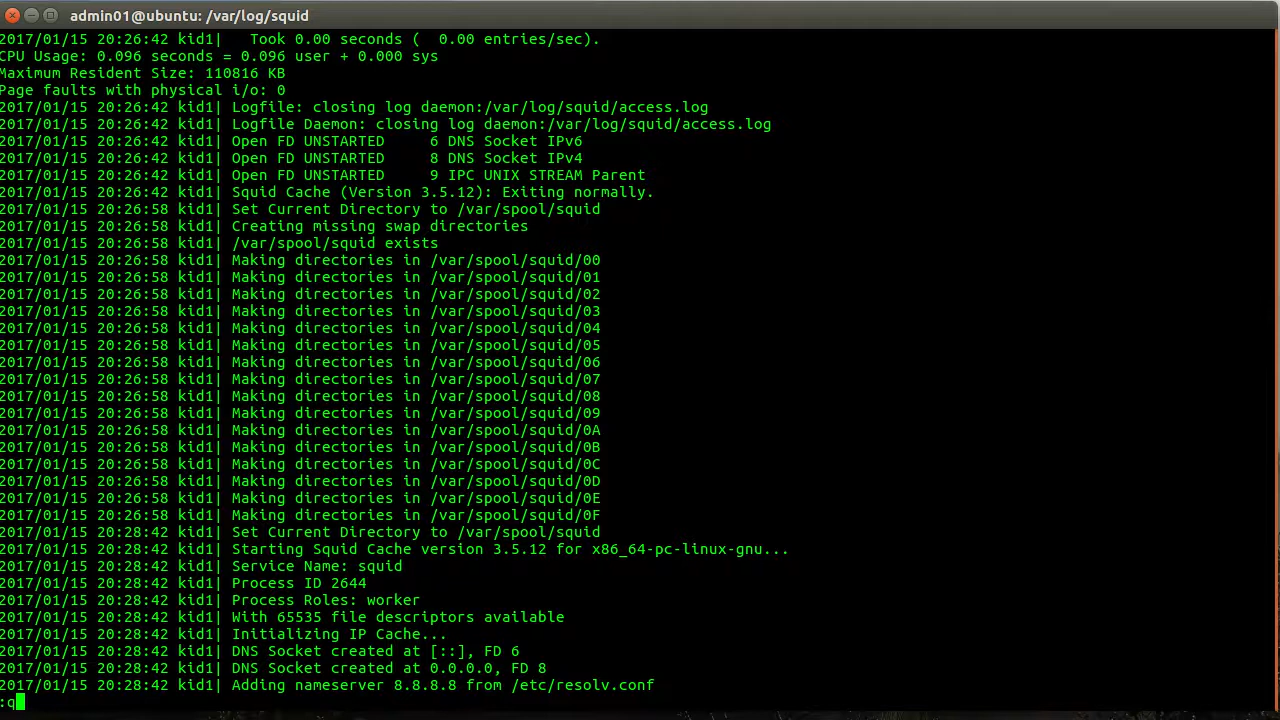 admin01@ubuntu: /var/log/squid
2017/01/15 20:26:42 kid1|   Took 0.00 seconds (  0.00 entries/sec).
CPU Usage: 0.096 seconds = 0.096 user + 0.000 sys
Maximum Resident Size: 110816 KB
Page faults with physical i/o: 0
2017/01/15 20:26:42 kid1| Logfile: closing log daemon:/var/log/squid/access.log
2017/01/15 20:26:42 kid1| Logfile Daemon: closing log daemon:/var/log/squid/access.log
2017/01/15 20:26:42 kid1| Open FD UNSTARTED     6 DNS Socket IPv6
2017/01/15 20:26:42 kid1| Open FD UNSTARTED     8 DNS Socket IPv4
2017/01/15 20:26:42 kid1| Open FD UNSTARTED     9 IPC UNIX STREAM Parent
2017/01/15 20:26:42 kid1| Squid Cache (Version 3.5.12): Exiting normally.
2017/01/15 20:26:58 kid1| Set Current Directory to /var/spool/squid
2017/01/15 20:26:58 kid1| Creating missing swap directories
2017/01/15 20:26:58 kid1| /var/spool/squid exists
2017/01/15 20:26:58 kid1| Making directories in /var/spool/squid/00
2017/01/15 20:26:58 kid1| Making directories in /var/spool/squid/01
2017/01/15 20:26:58 kid1| Making directories in /var/spool/squid/02
2017/01/15 20:26:58 kid1| Making directories in /var/spool/squid/03
2017/01/15 20:26:58 kid1| Making directories in /var/spool/squid/04
2017/01/15 20:26:58 kid1| Making directories in /var/spool/squid/05
2017/01/15 20:26:58 kid1| Making directories in /var/spool/squid/06
2017/01/15 20:26:58 kid1| Making directories in /var/spool/squid/07
2017/01/15 20:26:58 kid1| Making directories in /var/spool/squid/08
2017/01/15 20:26:58 kid1| Making directories in /var/spool/squid/09
2017/01/15 20:26:58 kid1| Making directories in /var/spool/squid/0A
2017/01/15 20:26:58 kid1| Making directories in /var/spool/squid/0B
2017/01/15 20:26:58 kid1| Making directories in /var/spool/squid/0C
2017/01/15 20:26:58 kid1| Making directories in /var/spool/squid/0D
2017/01/15 20:26:58 kid1| Making directories in /var/spool/squid/0E
2017/01/15 20:26:58 kid1| Making directories in /var/spool/squid/0F
2017/01/15 20:28:42 kid1| Set Current Directory to /var/spool/squid
2017/01/15 20:28:42 kid1| Starting Squid Cache version 3.5.12 for x86_64-pc-linux-gnu...
2017/01/15 20:28:42 kid1| Service Name: squid
2017/01/15 20:28:42 kid1| Process ID 2644
2017/01/15 20:28:42 kid1| Process Roles: worker
2017/01/15 20:28:42 kid1| With 65535 file descriptors available
2017/01/15 20:28:42 kid1| Initializing IP Cache...
2017/01/15 20:28:42 kid1| DNS Socket created at [::], FD 6
2017/01/15 20:28:42 kid1| DNS Socket created at 0.0.0.0, FD 8
2017/01/15 20:28:42 kid1| Adding nameserver 8.8.8.8 from /etc/resolv.conf
:q